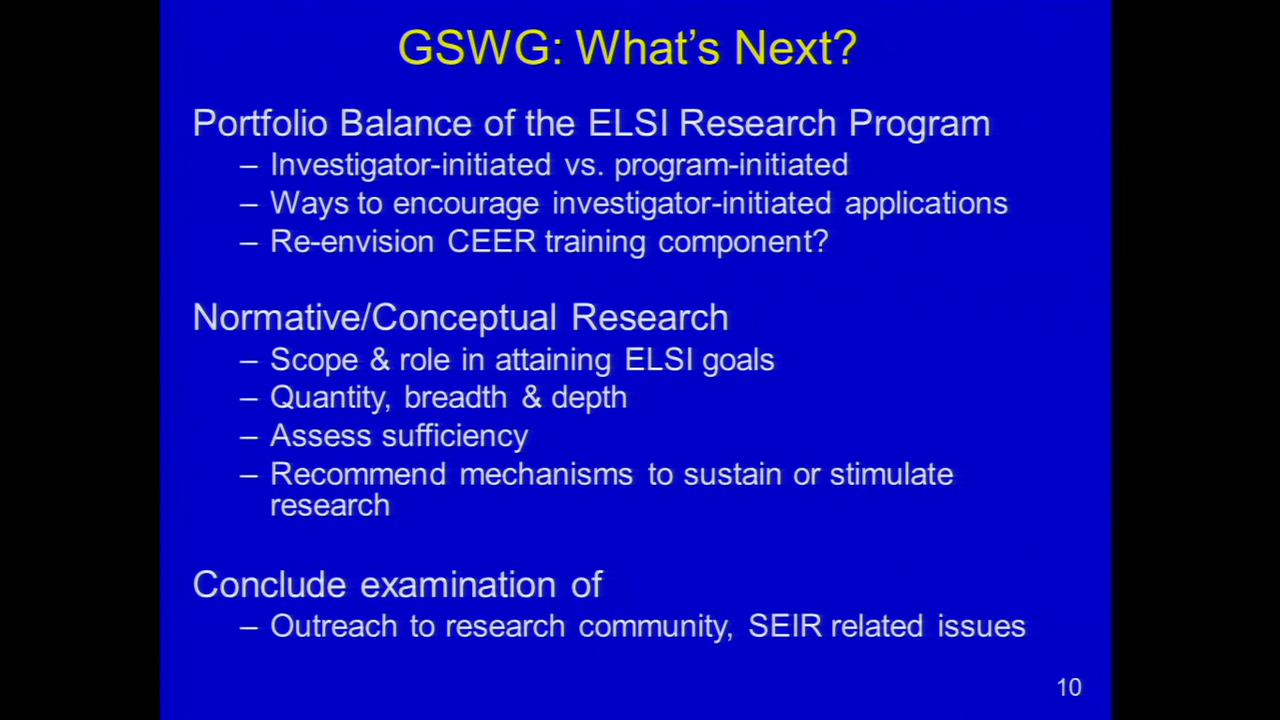 GSWG: What's Next?
Portfolio Balance of the ELSI Research Program
– Investigator-initiated vs. program-initiated
– Ways to encourage investigator-initiated applications
– Re-envision CEER training component?
Normative/Conceptual Research
– Scope & role in attaining ELSI goals
– Quantity, breadth & depth
– Assess sufficiency
– Recommend mechanisms to sustain or stimulate
research
Conclude examination of
– Outreach to research community, SEIR related issues
10